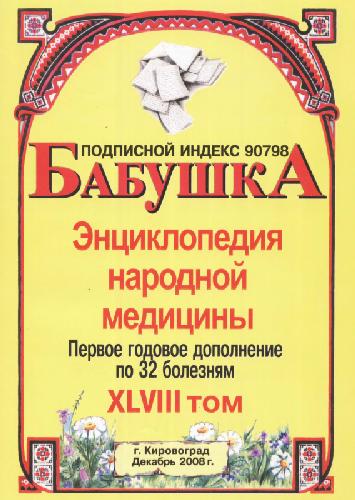 ПОДПИСНОЙ ИНДЕКС 90798
БАБУШКА
Энциклопедия
народной
медицины
Первое годовое дополнение
по 32 болезням
XLVIII том
г. Кировоград
Декабрь 2008 г.